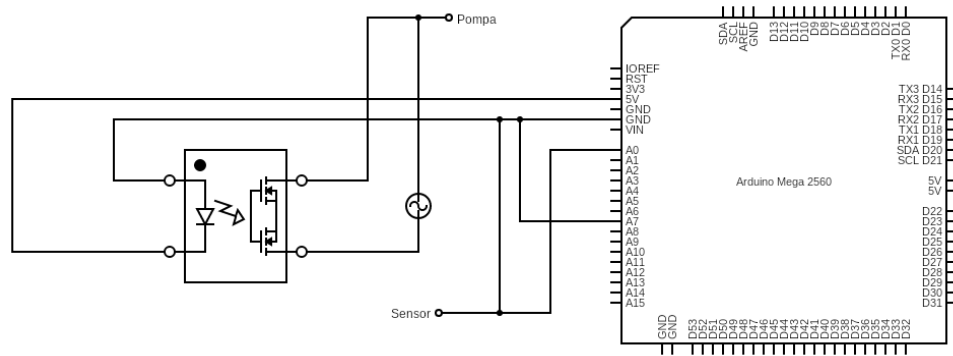 Pompa
Sensor
SDA
SCL
AREF
GND
D13
D12
D11
D10
D9
D8
D7
D6
D5
D4
D3
D2
TX0 D1
RX0 D0
IOREF
RST
3V3
5V
GND
GND
VIN
A0
A1
A2
A3
A4
A5
A6
A7
A8
A9
A10
A11
A12
A13
A14
A15
Arduino Mega 2560
TX3 D14
RX3 D15
TX2 D16
RX2 D17
TX1 D18
RX1 D19
SDA D20
SCL D21
5V
5V
D22
D23
D24
D25
D26
D27
D28
D29
D30
D31
GND
GND
D53
D52
D51
D50
D49
D48
D47
D46
D45
D44
D43
D42
D41
D40
D39
D38
D37
D36
D35
D34
D33
D32